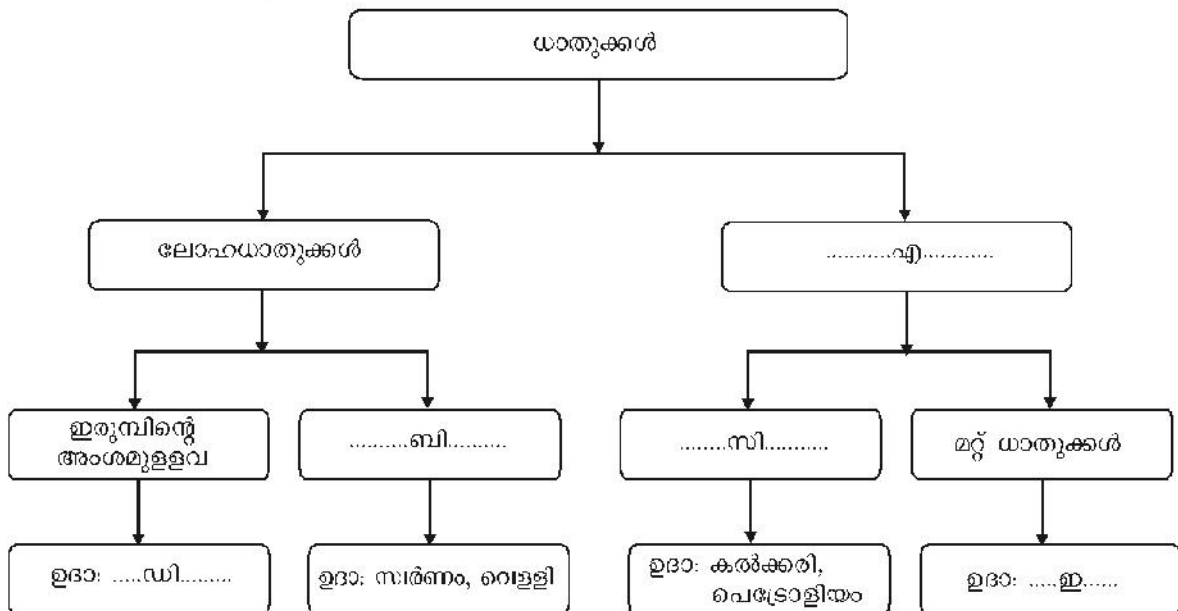 ധാതുക്കൾ
ലോഹധാതുക്കൾ
..........എ............
ഇരുമ്പിന്റെ
അംശമുള്ളവ
.........ബി.........
........സി...........
മറ്റ് ധാതുക്കൾ
ഉദാ: .....ഡി........
ഉദാ: സ്വർണം, വെള്ളി
ഉദാ: കൽക്കരി,
പെട്രോളിയം
ഉദാ: .....ഇ......